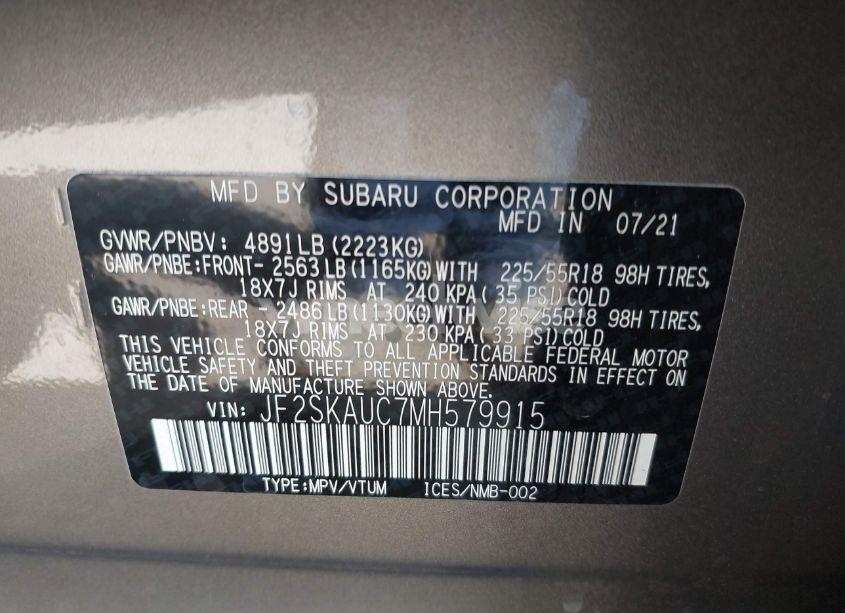 MFD BY SUBARU CORPORATION
MFD IN 07/21
GVWR/PNBV: 4891LB (2223KG)
GAWR/PNBE:FRONT- 2563LB(1165KG)WITH 225/55R18 98H TIRES,
18X7J RIMS AT 240 KPA( 35 PSI)COLD
GAWR/PNBE:REAR - 2486LB(1130KG)WITH 225/55R18 98H TIRES,
18X7J RIMS AT 230 KPA( 33 PSI)COLD
THIS VEHICLE CONFORMS TO ALL APPLICABLE FEDERAL MOTOR
VEHICLE SAFETY AND THEFT PREVENTION STANDARDS IN EFFECT ON
THE DATE OF MANUFACTURE SHOWN ABOVE.
VIN: JF2SKAUC7MH579915
TYPE:MPV/VTUM ICES/NMB-002